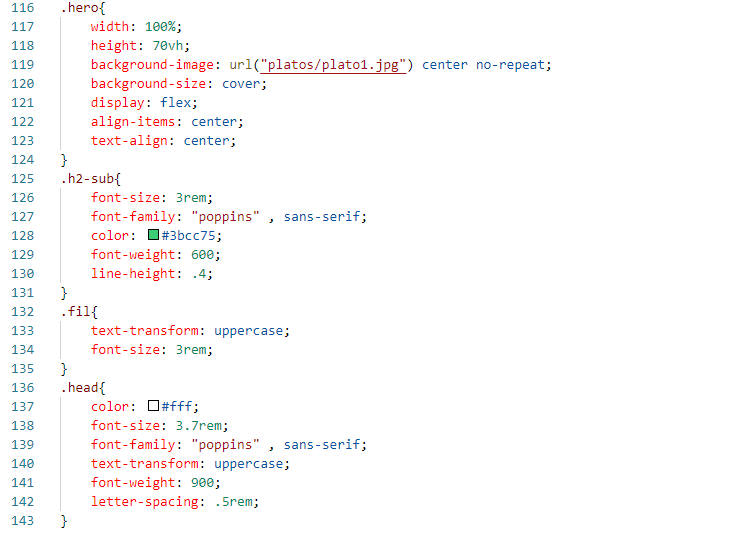 116 .hero{
117 width: 100%;
118 height: 70vh;
119 background-image: url("platos/plato1.jpg") center no-repeat;
120 background-size: cover;
121 display: flex;
122 align-items: center;
123 text-align: center;
124 }
125 .h2-sub{
126 font-size: 3rem;
127 font-family: "poppins" , sans-serif;
128 color: #3bcc75;
129 font-weight: 600;
130 line-height: .4;
131 }
132 .fil{
133 text-transform: uppercase;
134 font-size: 3rem;
135 }
136 .head{
137 color: #fff;
138 font-size: 3.7rem;
139 font-family: "poppins" , sans-serif;
140 text-transform: uppercase;
141 font-weight: 900;
142 letter-spacing: .5rem;
143 }